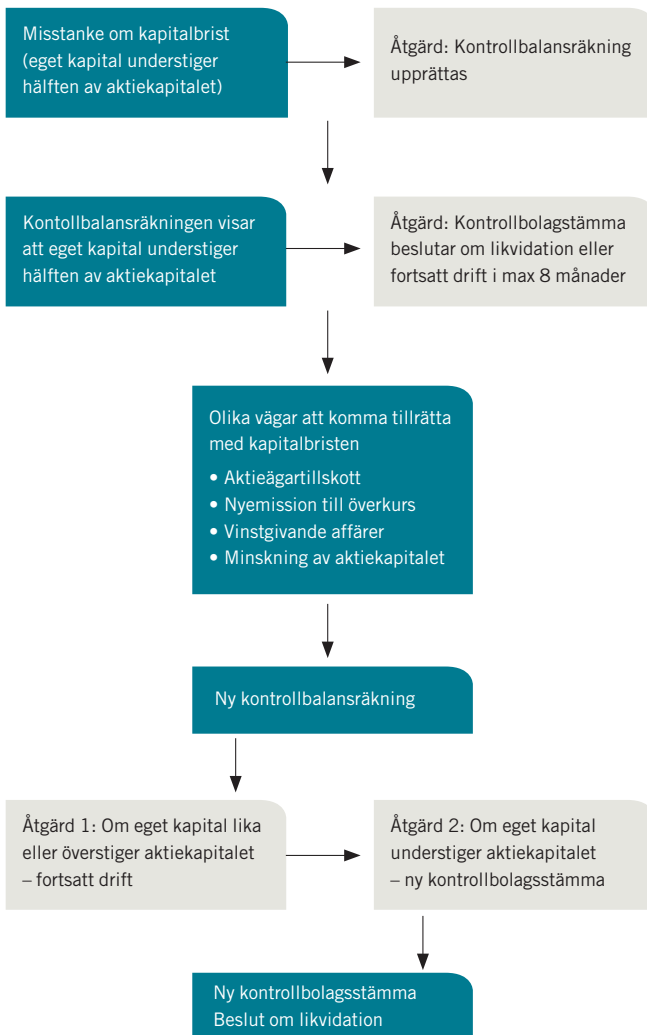 Misstanke om kapitalbrist
(eget kapital understiger
hälften av aktiekapitalet)
Åtgärd: Kontrollbalansräkning
upprättas
Kontollbalansräkningen visar
att eget kapital understiger
hälften av aktiekapitalet
Åtgärd: Kontrollbolagstämma
beslutar om likvidation eller
fortsatt drift i max 8 månader
Olika vägar att komma tillrätta
med kapitalbristen
• Aktieägartillskott
• Nyemission till överkurs
• Vinstgivande affärer
• Minskning av aktiekapitalet
Ny kontrollbalansräkning
Åtgärd 1: Om eget kapital lika
eller överstiger aktiekapitalet
– fortsatt drift
Åtgärd 2: Om eget kapital
understiger aktiekapitalet
– ny kontrollbolagsstämma
Ny kontrollbolagsstämma
Beslut om likvidation